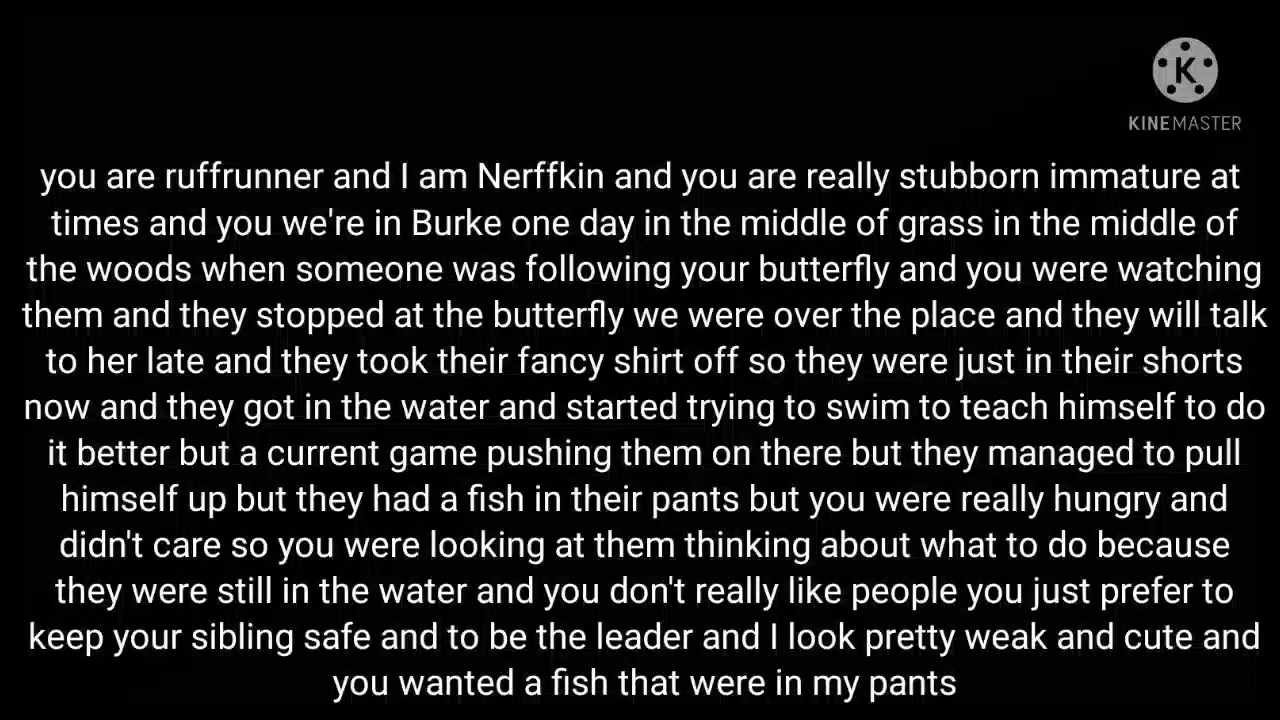 K
KINEMASTER
you are ruffrunner and I am Nerffkin and you are really stubborn immature at
times and you we're in Burke one day in the middle of grass in the middle of
the woods when someone was following your butterfly and you were watching
them and they stopped at the butterfly we were over the place and they will talk
to her late and they took their fancy shirt off so they were just in their shorts
now and they got in the water and started trying to swim to teach himself to do
it better but a current game pushing them on there but they managed to pull
himself up but they had a fish in their pants but you were really hungry and
didn't care so you were looking at them thinking about what to do because
they were still in the water and you don't really like people you just prefer to
keep your sibling safe and to be the leader and I look pretty weak and cute and
you wanted a fish that were in my pants